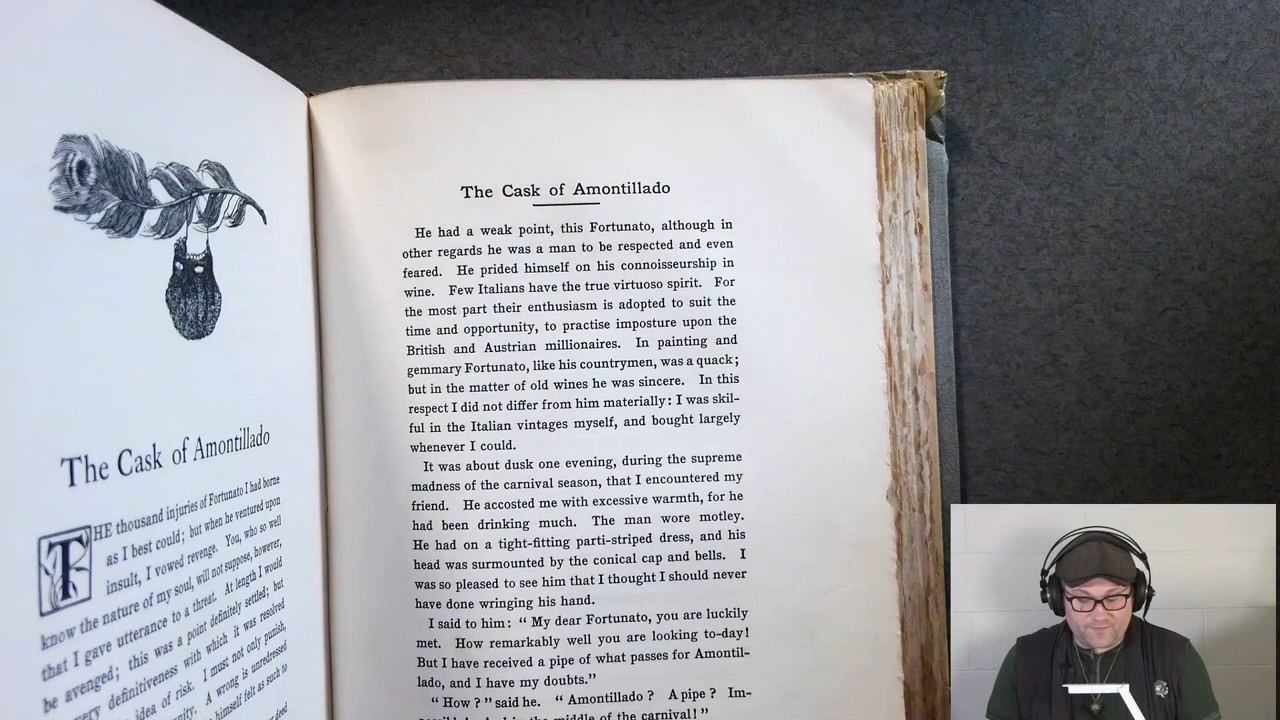 The Cask of Amontillado
THE thousand injuries of Fortunato I had borne
as I best could; but when he ventured upon
insult, I vowed revenge. You, who so well
know the nature of my soul, will not suppose, however,
that I gave utterance to a threat. At length I would
be avenged; this was a point definitely settled; but
very definitiveness with which it was resolved
idea of risk. I must not only punish,
A wrong is unredressed
himself felt as such to
deed
The Cask of Amontillado
He had a weak point, this Fortunato, although in
other regards he was a man to be respected and even
feared. He prided himself on his connoisseurship in
wine. Few Italians have the true virtuoso spirit. For
the most part their enthusiasm is adopted to suit the
time and opportunity, to practise imposture upon the
British and Austrian millionaires. In painting and
gemmary Fortunato, like his countrymen, was a quack;
but in the matter of old wines he was sincere. In this
respect I did not differ from him materially: I was skil-
ful in the Italian vintages myself, and bought largely
whenever I could.
It was about dusk one evening, during the supreme
madness of the carnival season, that I encountered my
friend. He accosted me with excessive warmth, for he
had been drinking much. The man wore motley.
He had on a tight-fitting parti-striped dress, and his
head was surmounted by the conical cap and bells. I
was so pleased to see him that I thought I should never
have done wringing his hand.
I said to him: “ My dear Fortunato, you are luckily
met. How remarkably well you are looking to-day!
But I have received a pipe of what passes for Amontil-
lado, and I have my doubts.”
“ How ? ” said he. “ Amontillado ? A pipe ? Im-
in the middle of the carnival! ”